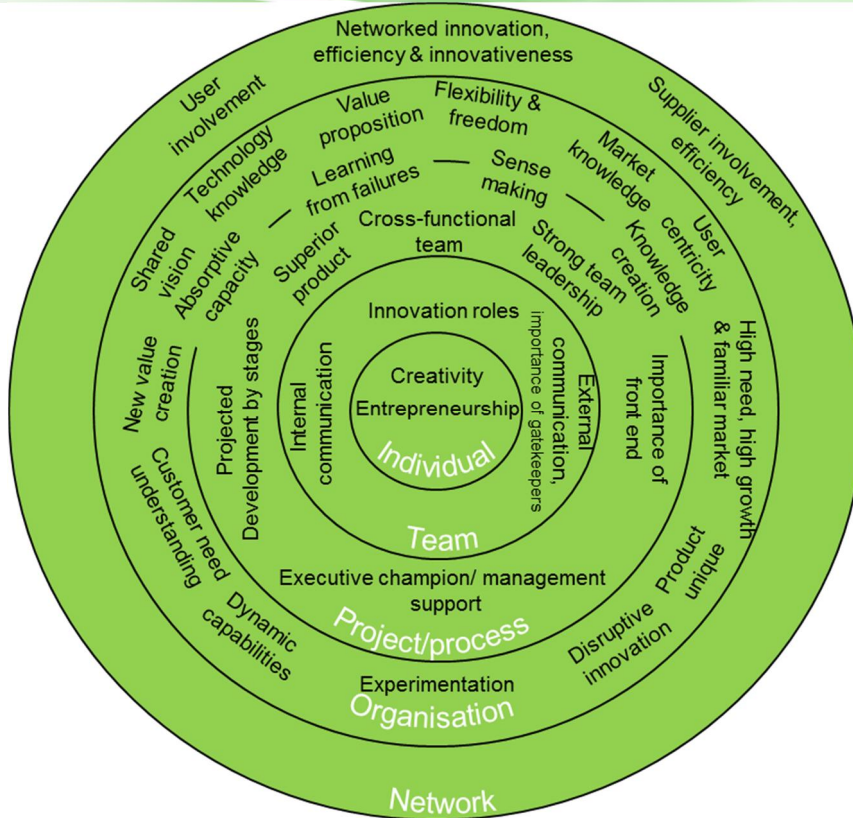 Networked innovation,
efficiency & innovativeness
User
involvement
Supplier involvement,
efficiency
Value
proposition
Flexibility &
freedom
Technology
knowledge
Market
knowledge
Learning
from failures
Sense
making
Shared
vision
Absorptive
capacity
Superior
product
Cross-functional
team
Strong team
leadership
Knowledge
creation
User
centricity
Innovation roles
New value
creation
Projected
Development by stages
Internal
communication
Creativity
Entrepreneurship
Individual
External
communication,
importance of gatekeepers
Importance of
front end
High need, high growth
& familiar market
Customer need
understanding
Team
Product
unique
Executive champion/ management
support
Project/process
Dynamic
capabilities
Disruptive
innovation
Experimentation
Organisation
Network